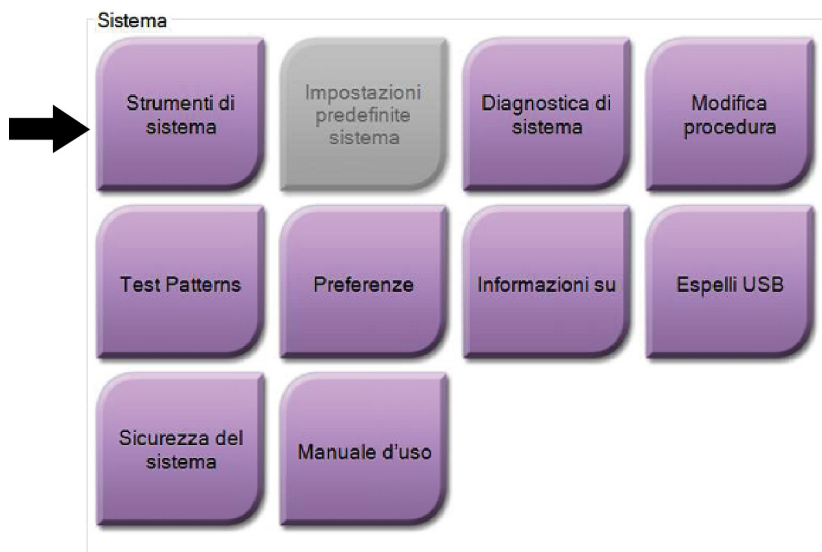 Sistema
Strumenti di
sistema
Impostazioni
predefinite
sistema
Diagnostica di
sistema
Modifica
procedura
Test Patterns
Preferenze
Informazioni su
Espelli USB
Sicurezza del
sistema
Manuale d'uso